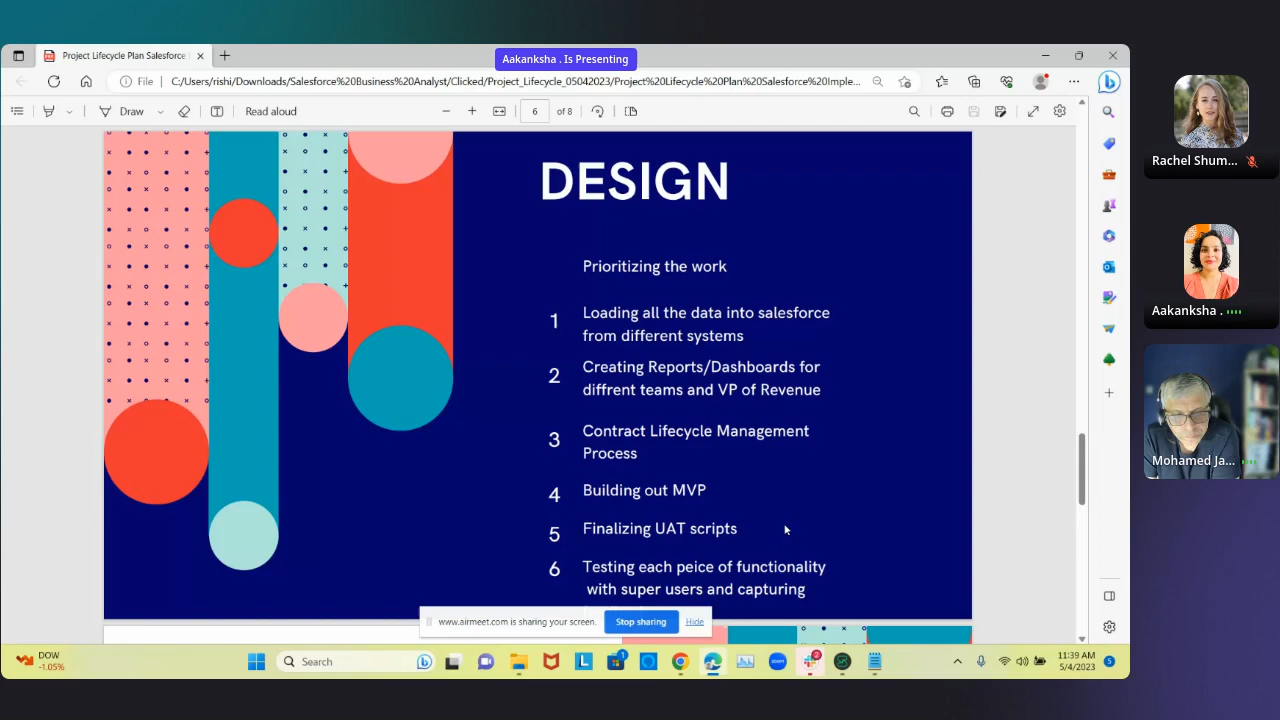 Project Lifecycle Plan Salesforce
Aakanksha . Is Presenting
File
C:/Users/rishi/Downloads/Salesforce%20Business%20Analyst/Clicked/Project_Lifecycle_05042023/Project%20Lifecycle%20Plan%20Salesforce%20Imple...
Draw
Read aloud
6
of 8
DESIGN
Prioritizing the work
1 Loading all the data into salesforce
from different systems
2 Creating Reports/Dashboards for
diffrent teams and VP of Revenue
3 Contract Lifecycle Management
Process
4 Building out MVP
5 Finalizing UAT scripts
6 Testing each peice of functionality
with super users and capturing
www.airmeet.com is sharing your screen.
Stop sharing
Hide
Rachel Shum...
Aakanksha .
Mohamed Ja...
DOW
-1.05%
Search
11:39 AM
5/4/2023